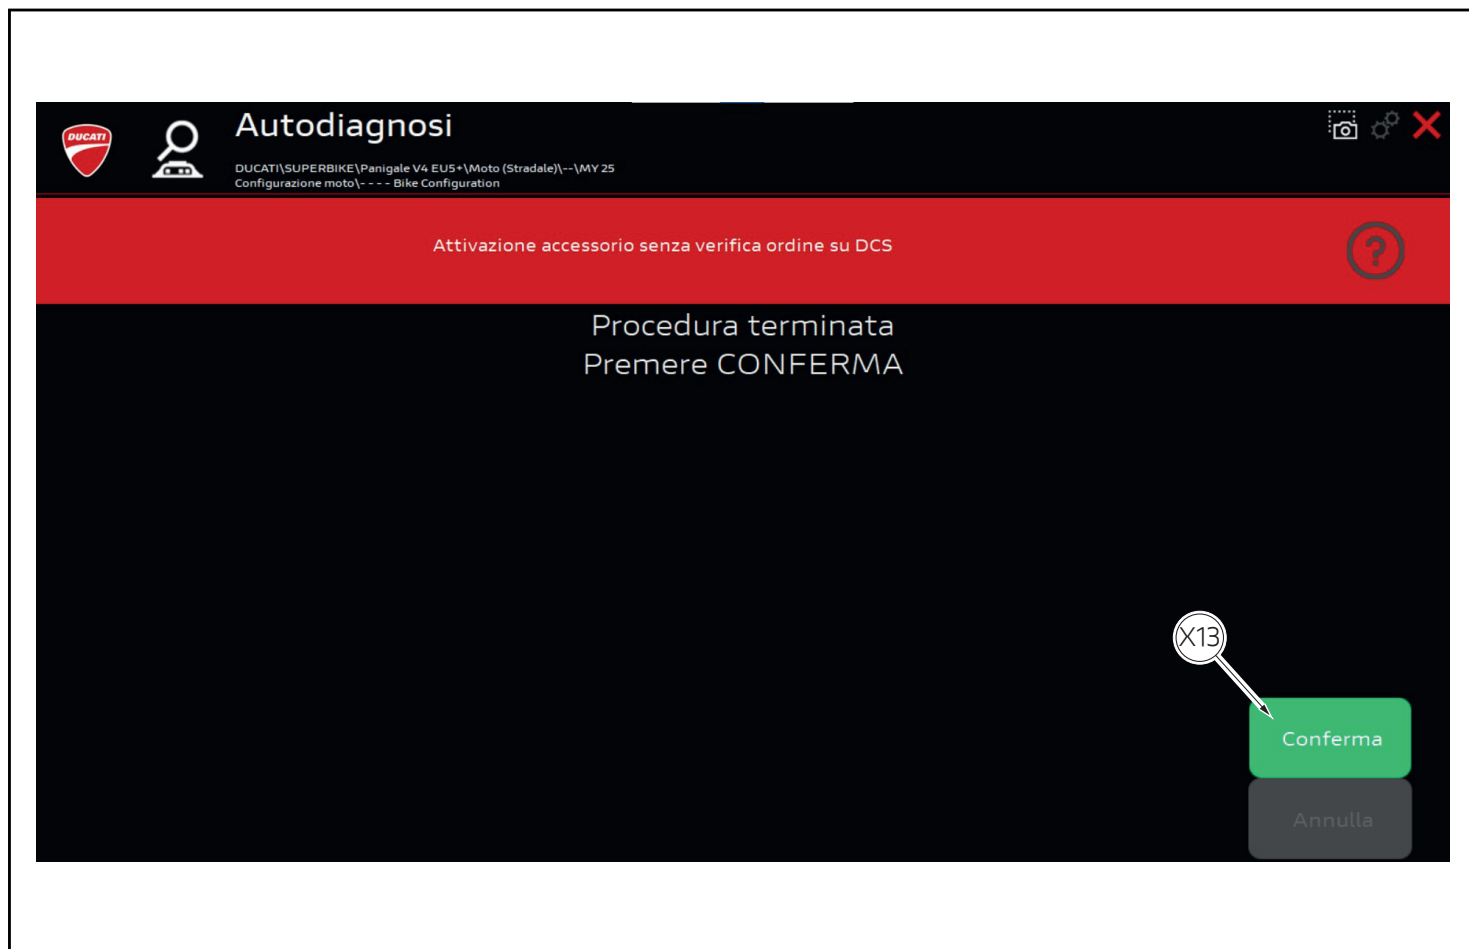 DUCATI
Autodiagnosi
DUCATI\SUPERBIKE\Panigale V4 EU5+\Moto (Stradale)\--\MY 25
Configurazione moto\- - - - Bike Configuration
Attivazione accessorio senza verifica ordine su DCS
?
Procedura terminata
Premere CONFERMA
X13
Conferma
Annulla